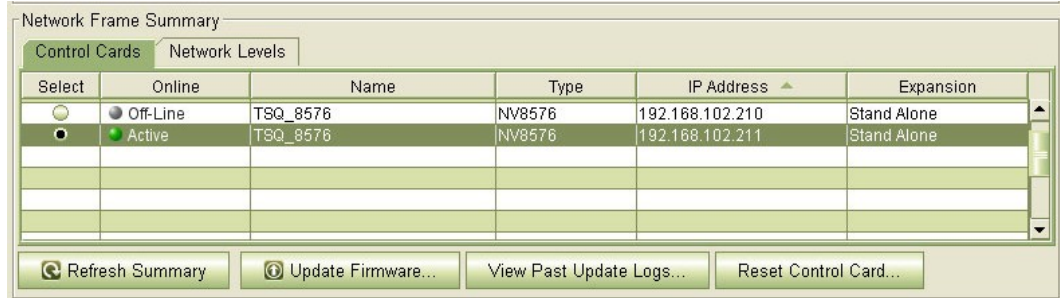 Network Frame Summary
Control Cards Network Levels
Select Online Name Type IP Address Expansion
Off-Line TSQ_8576 NV8576 192.168.102.210 Stand Alone
Active TSQ_8576 NV8576 192.168.102.211 Stand Alone
Refresh Summary Update Firmware... View Past Update Logs... Reset Control Card...